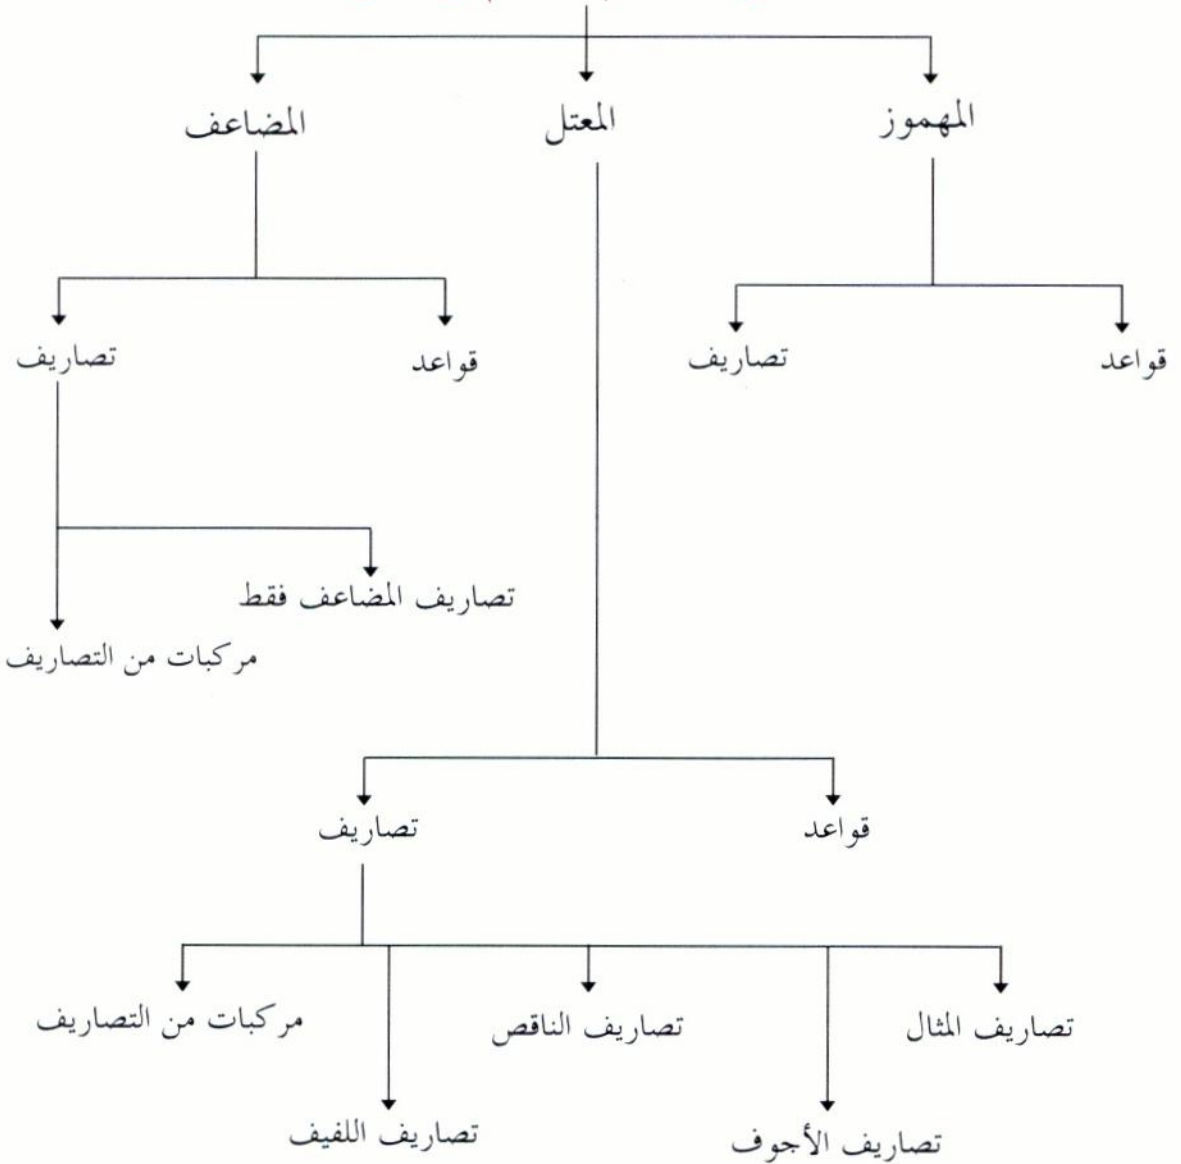 المهموز
المعتل
المضاعف
قواعد
تصاريف
قواعد
تصاريف
تصاريف المضاعف فقط
مركبات من التصاريف
قواعد
تصاريف
تصاريف المثال
تصاريف الناقص
مركبات من التصاريف
تصاريف الأجوف
تصاريف اللفيف